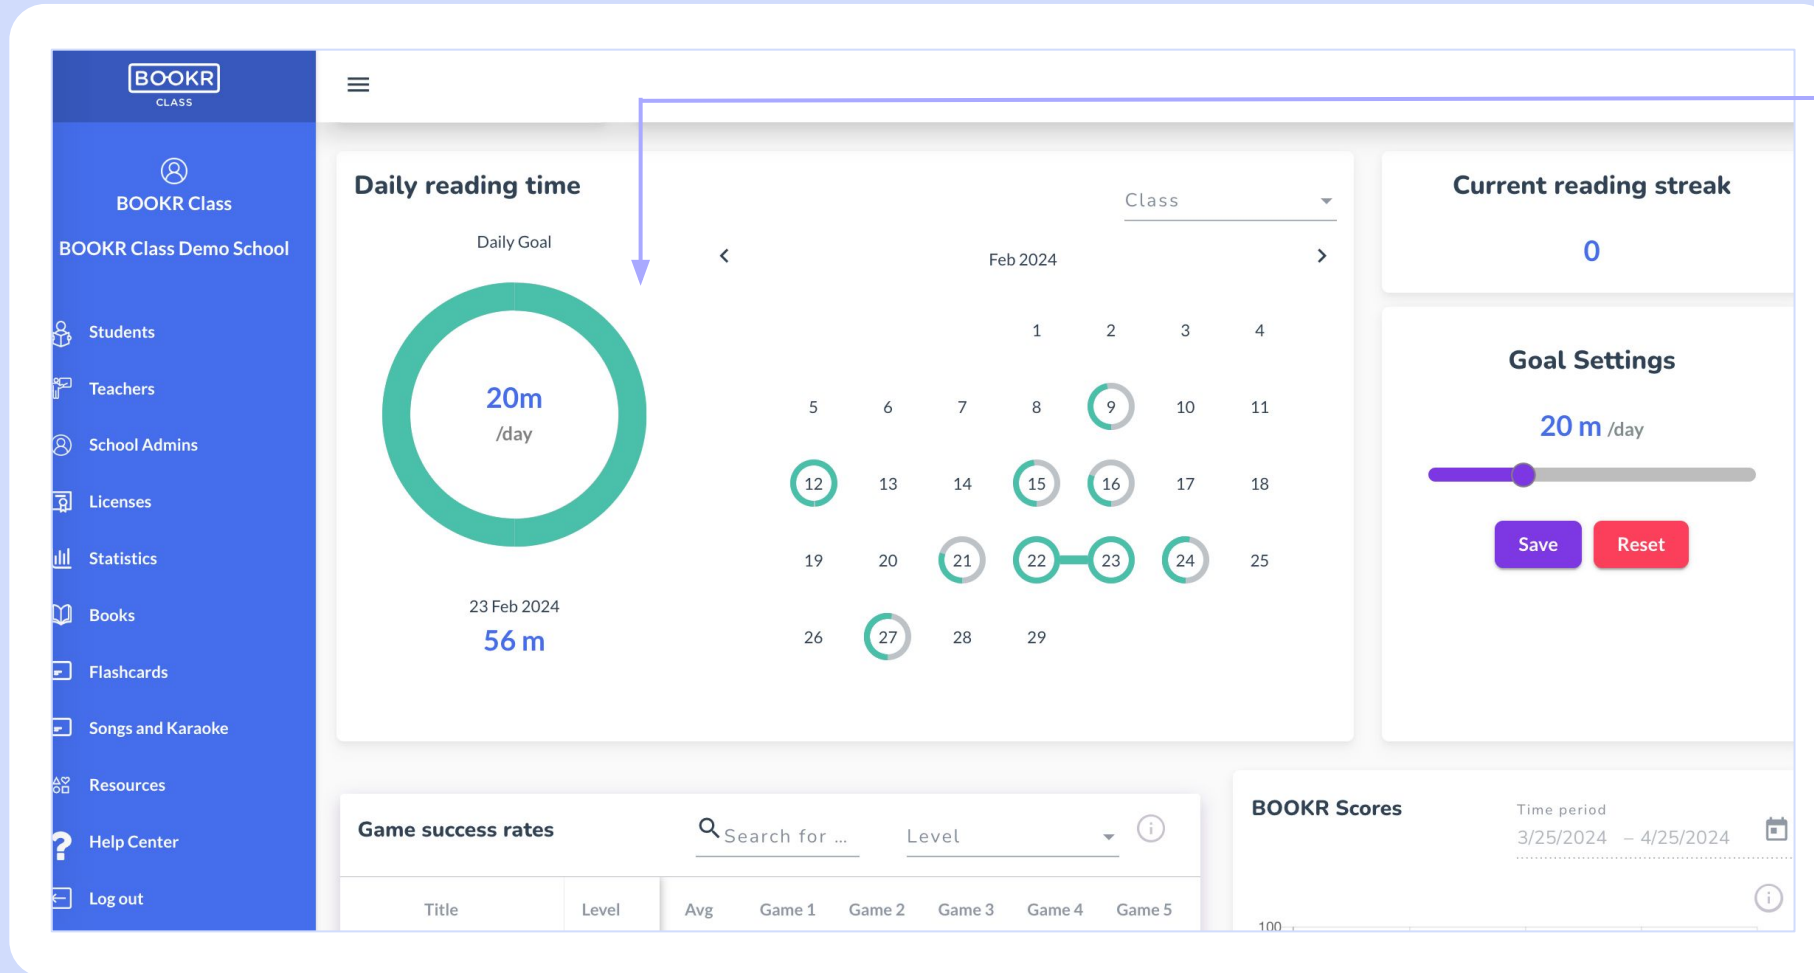 BOOKR
CLASS
BOOKR Class
BOOKR Class Demo School
Students
Teachers
School Admins
Licenses
Statistics
Books
Flashcards
Songs and Karaoke
Resources
Help Center
Log out
Daily reading time
Daily Goal
20m
/day
23 Feb 2024
56 m
Class
Feb 2024
1 2 3 4
5 6 7 8 9 10 11
12 13 14 15 16 17 18
19 20 21 22 23 24 25
26 27 28 29
Current reading streak
0
Goal Settings
20 m /day
Save Reset
Game success rates
Search for ...
Level
Title Level Avg Game 1 Game 2 Game 3 Game 4 Game 5
BOOKR Scores
Time period
3/25/2024 – 4/25/2024
100